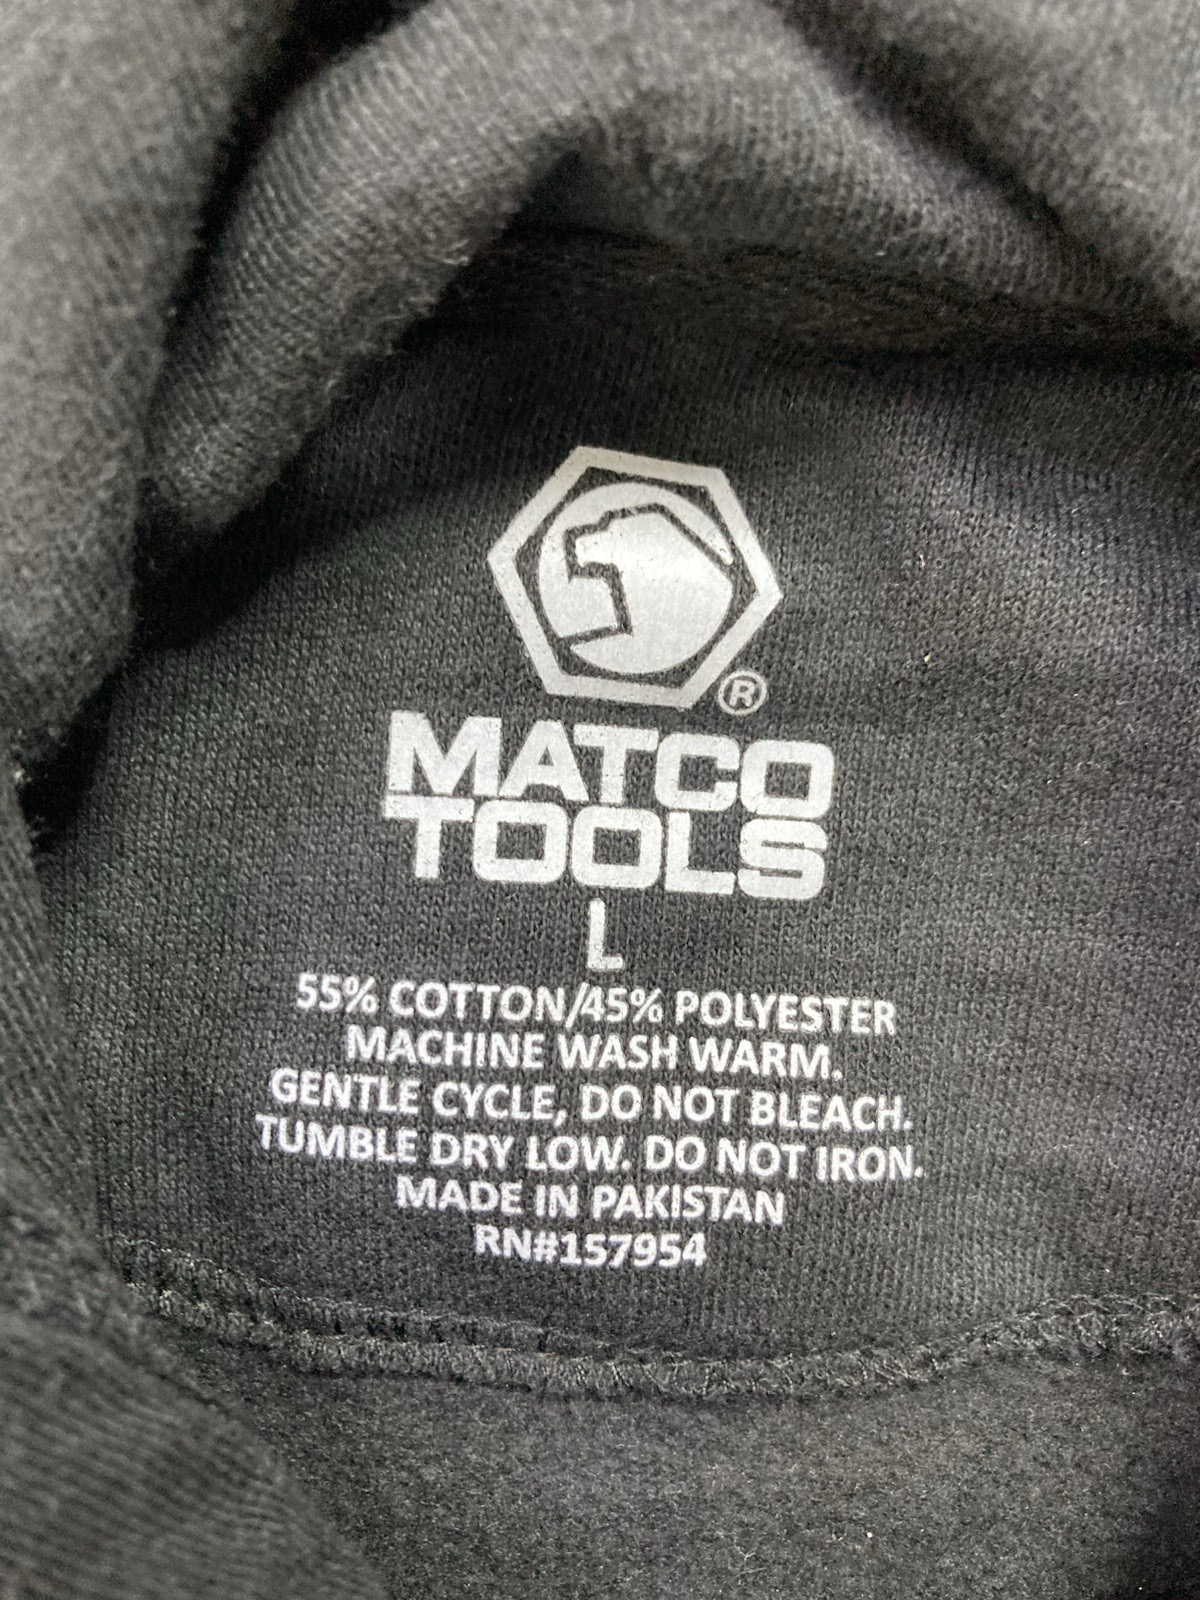 ®
MATCO
TOOLS
L
55% COTTON/45% POLYESTER
MACHINE WASH WARM.
GENTLE CYCLE, DO NOT BLEACH.
TUMBLE DRY LOW. DO NOT IRON.
MADE IN PAKISTAN
RN#157954